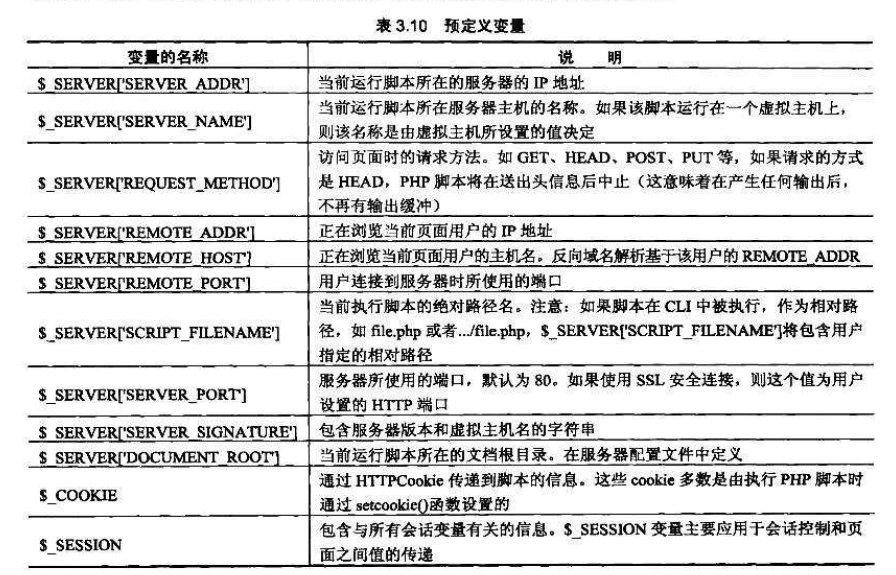 表 3.10 预定义变量
变量的名称 说 明
$_SERVER['SERVER_ADDR'] 当前运行脚本所在的服务器的 IP 地址
$_SERVER['SERVER_NAME'] 当前运行脚本所在服务器主机的名称。如果该脚本运行在一个虚拟主机上，
则该名称是由虚拟主机所设置的值决定
$_SERVER['REQUEST_METHOD'] 访问页面时的请求方法。如 GET、HEAD、POST、PUT 等，如果请求的方式
是 HEAD，PHP 脚本将在送出头信息后中止（这意味着在产生任何输出后，
不再有输出缓冲）
$_SERVER['REMOTE_ADDR'] 正在浏览当前页面用户的 IP 地址
$_SERVER['REMOTE_HOST'] 正在浏览当前页面用户的主机名。反向域名解析基于该用户的 REMOTE_ADDR
$_SERVER['REMOTE_PORT'] 用户连接到服务器时所使用的端口
$_SERVER['SCRIPT_FILENAME'] 当前执行脚本的绝对路径名。注意：如果脚本在 CLI 中被执行，作为相对路
径，如 file.php 或者.../file.php，$_SERVER['SCRIPT_FILENAME']将包含用户
指定的相对路径
$_SERVER['SERVER_PORT'] 服务器所使用的端口，默认为 80。如果使用 SSL 安全连接，则这个值为用户
设置的 HTTP 端口
$_SERVER['SERVER_SIGNATURE'] 包含服务器版本和虚拟主机名的字符串
$_SERVER['DOCUMENT_ROOT'] 当前运行脚本所在的文档根目录。在服务器配置文件中定义
$_COOKIE 通过 HTTPCookie 传递到脚本的信息。这些 cookie 多数是由执行 PHP 脚本时
通过 setcookie()函数设置的
$_SESSION 包含与所有会话变量有关的信息。$_SESSION 变量主要应用于会话控制和页
面之间值的传递